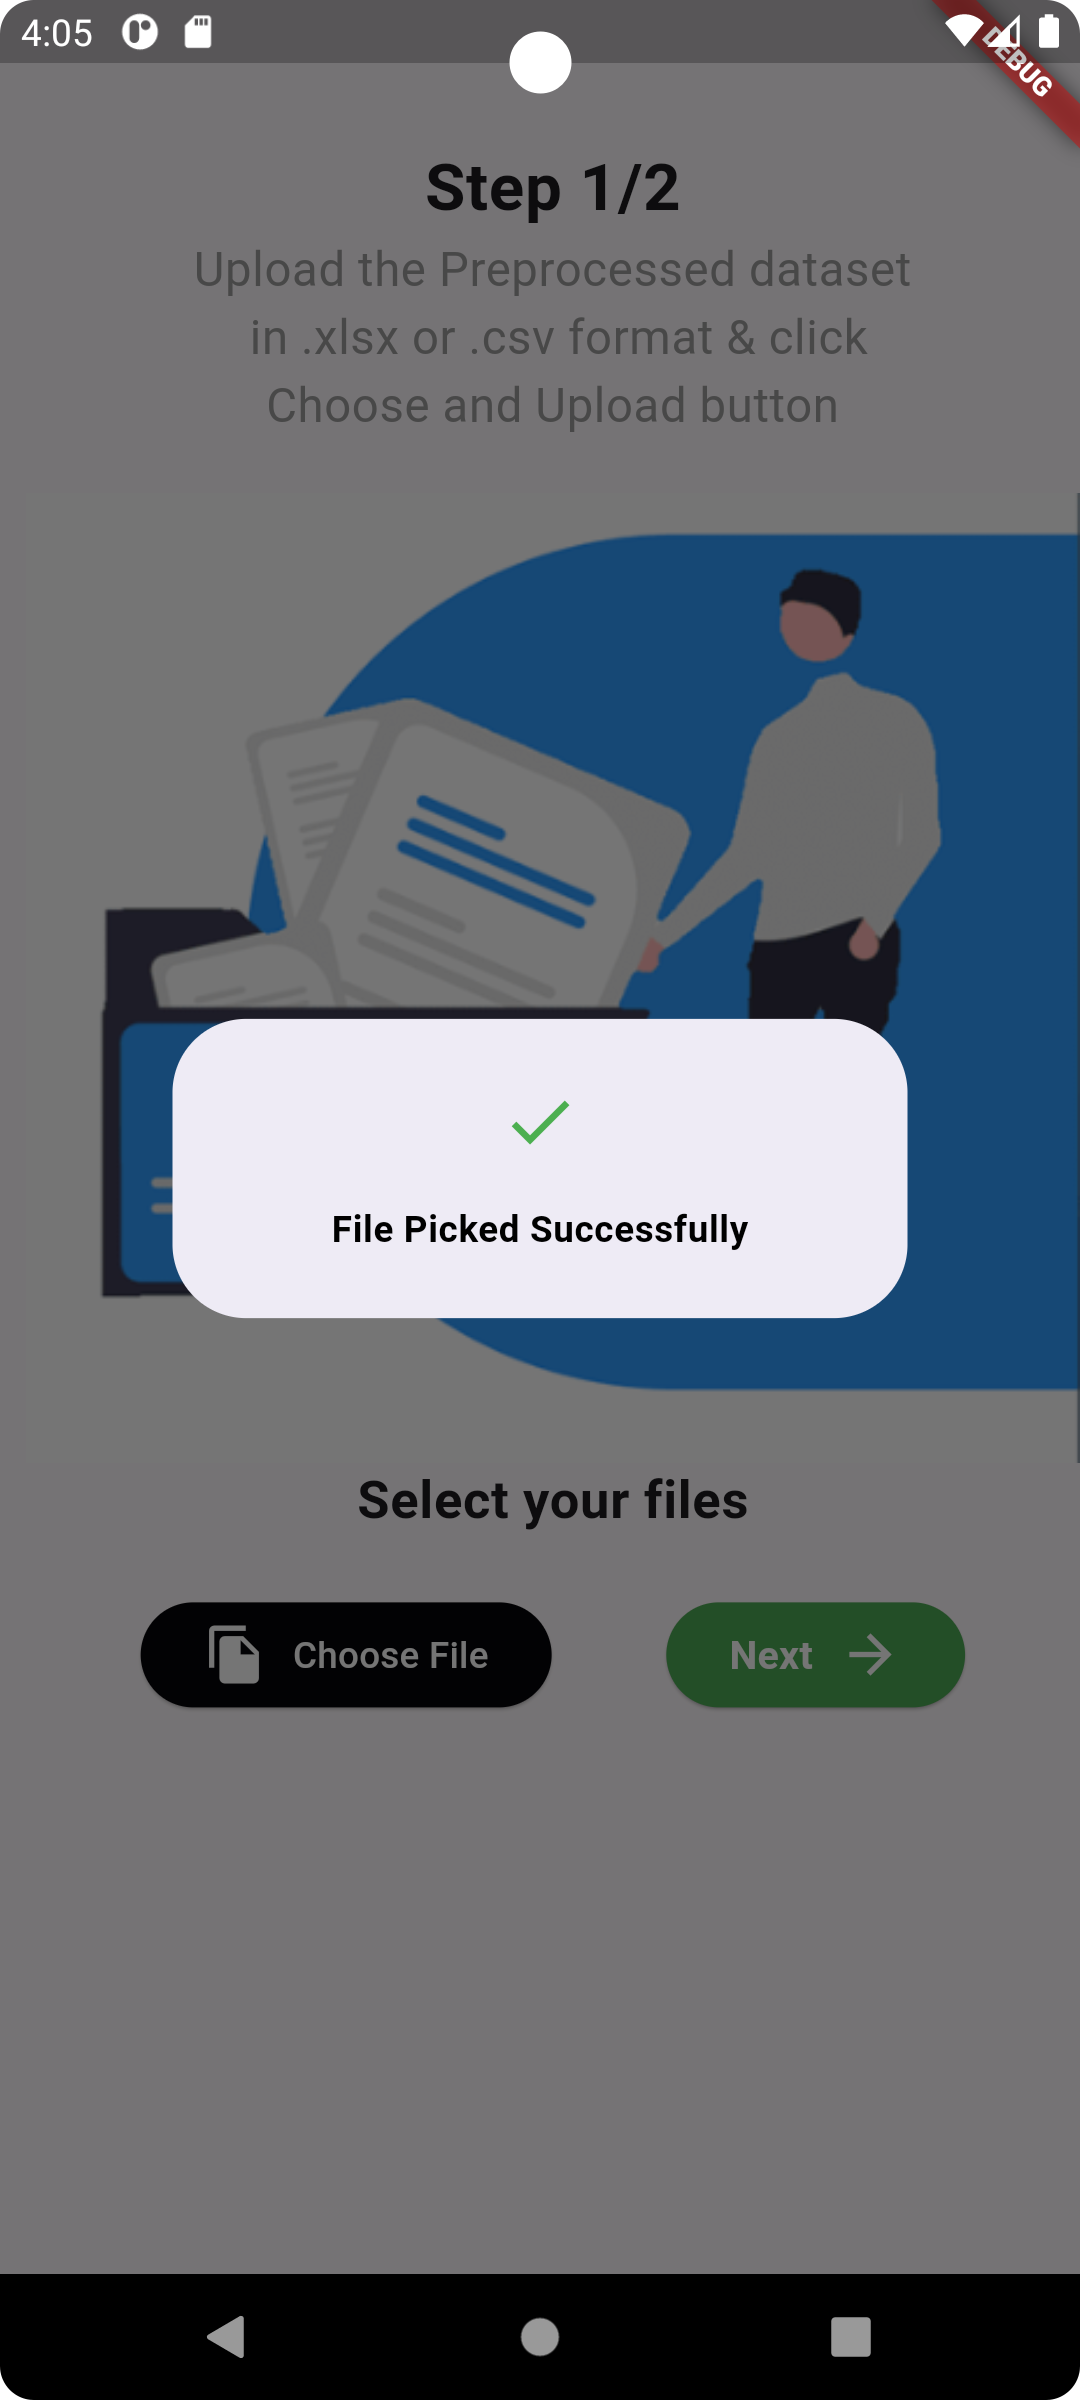 4:05
DEBUG
Step 1/2
Upload the Preprocessed dataset
in .xlsx or .csv format & click
Choose and Upload button
File Picked Successfully
Select your files
Choose File
Next